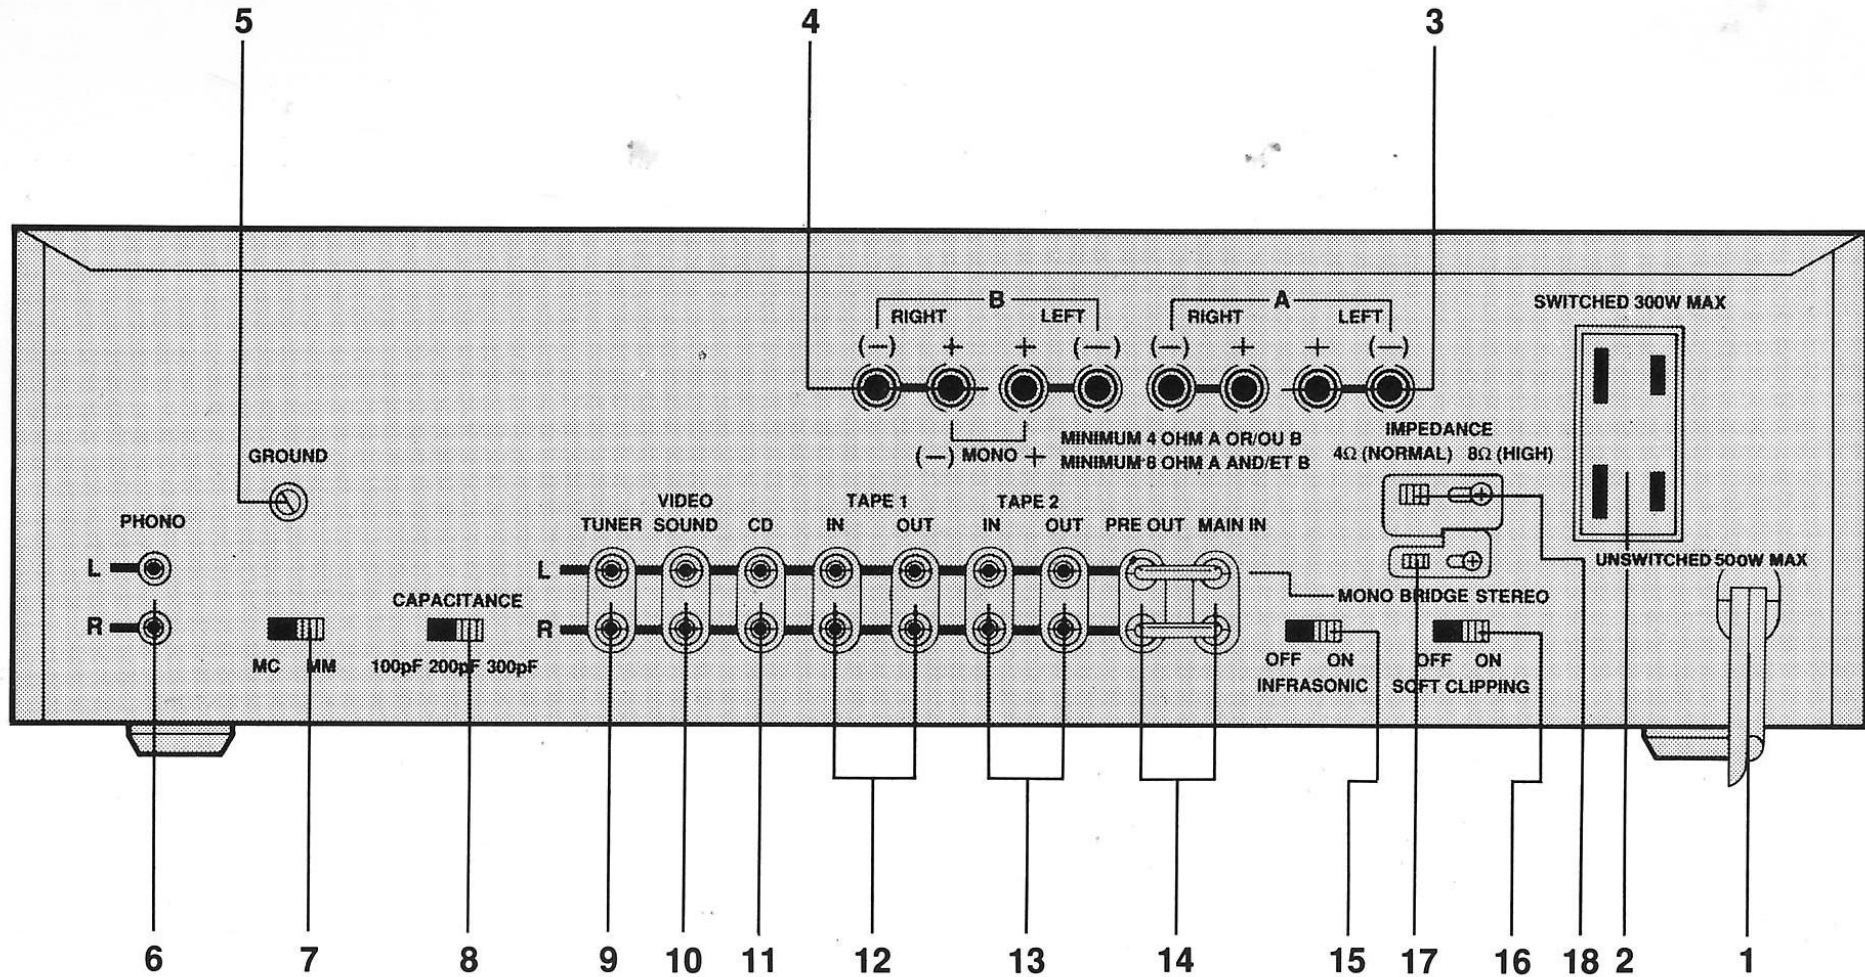 5 4 3
B A SWITCHED 300W MAX
RIGHT LEFT RIGHT LEFT
(—) + + (—) (—) + + (—)
MINIMUM 4 OHM A OR/OU B IMPEDANCE
(—) MONO + MINIMUM 8 OHM A AND/ET B 4Ω (NORMAL) 8Ω (HIGH)
GROUND
VIDEO TAPE 1 TAPE 2
PHONO TUNER SOUND CD IN OUT IN OUT PRE OUT MAIN IN
UNSWITCHED 500W MAX
L L
MONO BRIDGE STEREO
CAPACITANCE
R R
MC MM 100pF 200pF 300pF OFF ON OFF ON
INFRASONIC SOFT CLIPPING
6 7 8 9 10 11 12 13 14 15 17 16 18 2 1